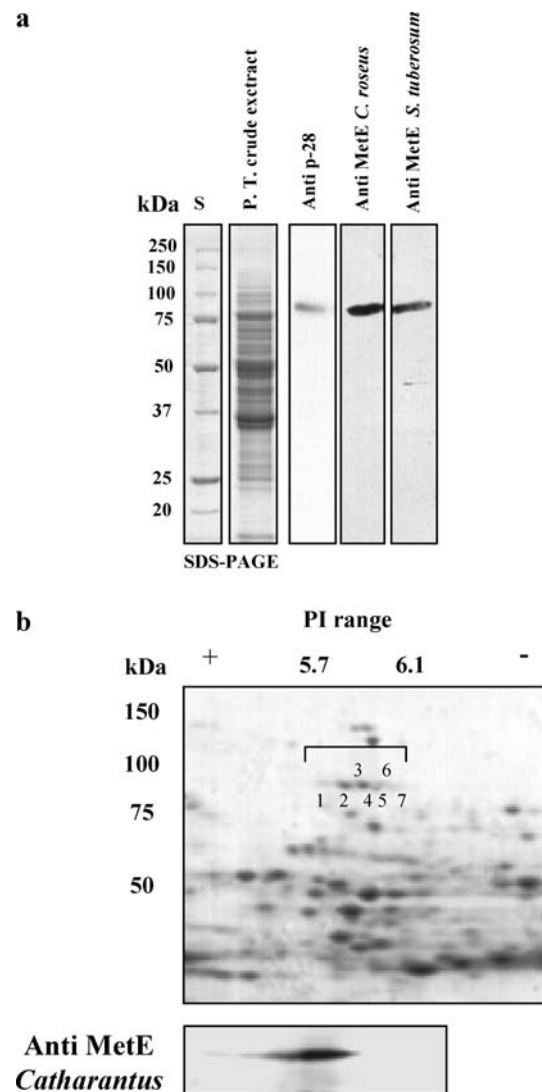 a
kDa
S
P. T. crude exctract
Anti p-28
Anti MetE C. roseus
Anti MetE S. tuberosum
250
150
100
75
50
37
25
20
SDS-PAGE
b
PI range
kDa
+ 5.7 6.1 -
150
100
75
50
3 6
1 2 4 5 7
Anti MetE
Catharantus